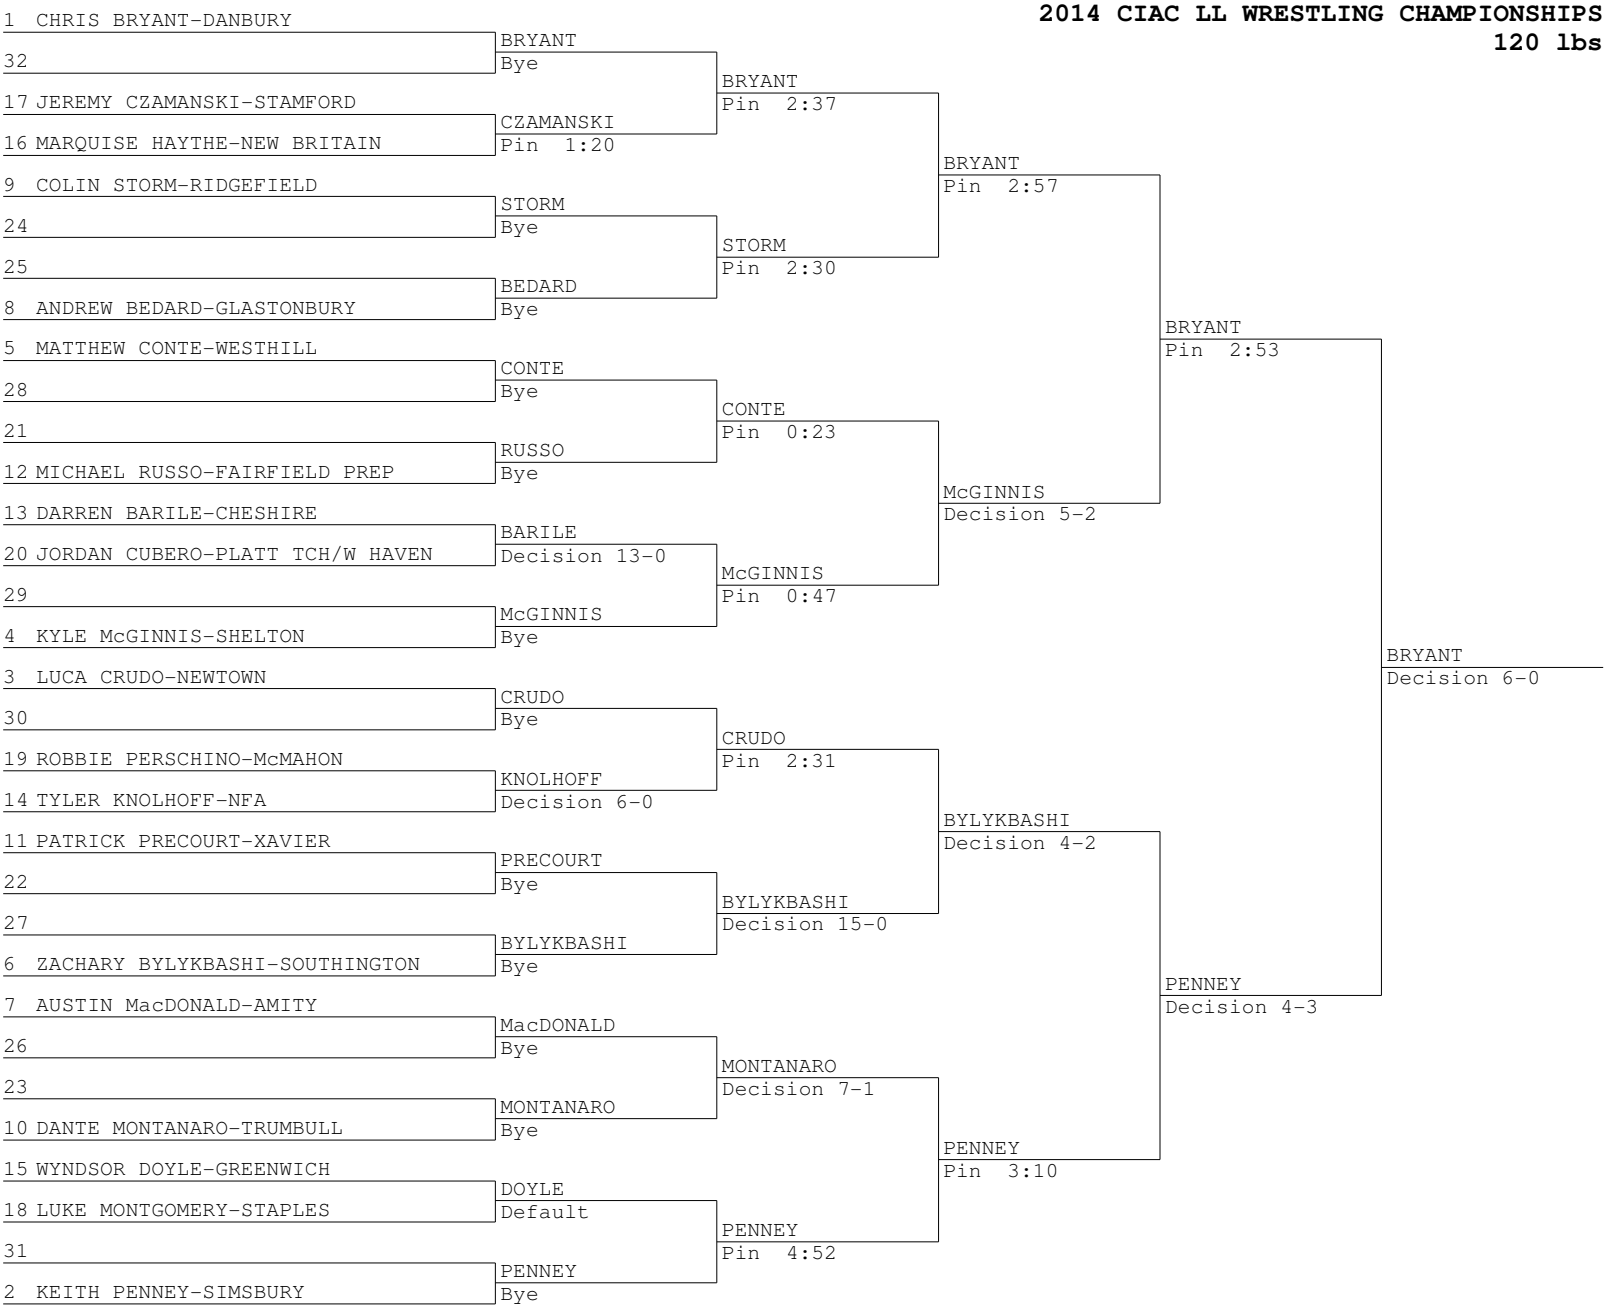 2014 CIAC LL WRESTLING CHAMPIONSHIPS
120 lbs
1 CHRIS BRYANT-DANBURY
32
17 JEREMY CZAMANSKI-STAMFORD
16 MARQUISE HAYTHE-NEW BRITAIN
9 COLIN STORM-RIDGEFIELD
24
25
8 ANDREW BEDARD-GLASTONBURY
5 MATTHEW CONTE-WESTHILL
28
21
12 MICHAEL RUSSO-FAIRFIELD PREP
13 DARREN BARILE-CHESHIRE
20 JORDAN CUBERO-PLATT TCH/W HAVEN
29
4 KYLE McGINNIS-SHELTON
3 LUCA CRUDO-NEWTOWN
30
19 ROBBIE PERSCHINO-McMAHON
14 TYLER KNOLHOFF-NFA
11 PATRICK PRECOURT-XAVIER
22
27
6 ZACHARY BYLYKBASHI-SOUTHINGTON
7 AUSTIN MacDONALD-AMITY
26
23
10 DANTE MONTANARO-TRUMBULL
15 WYNDSOR DOYLE-GREENWICH
18 LUKE MONTGOMERY-STAPLES
31
2 KEITH PENNEY-SIMSBURY
BRYANT
Bye
CZAMANSKI
Pin 1:20
STORM
Bye
BEDARD
Bye
CONTE
Bye
RUSSO
Bye
BARILE
Decision 13-0
McGINNIS
Bye
CRUDO
Bye
KNOLHOFF
Decision 6-0
PRECOURT
Bye
BYLYKBASHI
Bye
MacDONALD
Bye
MONTANARO
Bye
DOYLE
Default
PENNEY
Bye
BRYANT
Pin 2:37
STORM
Pin 2:30
CONTE
Pin 0:23
McGINNIS
Pin 0:47
CRUDO
Pin 2:31
BYLYKBASHI
Decision 15-0
MONTANARO
Decision 7-1
PENNEY
Pin 4:52
BRYANT
Pin 2:57
McGINNIS
Decision 5-2
BYLYKBASHI
Decision 4-2
PENNEY
Pin 3:10
BRYANT
Pin 2:53
PENNEY
Decision 4-3
BRYANT
Decision 6-0